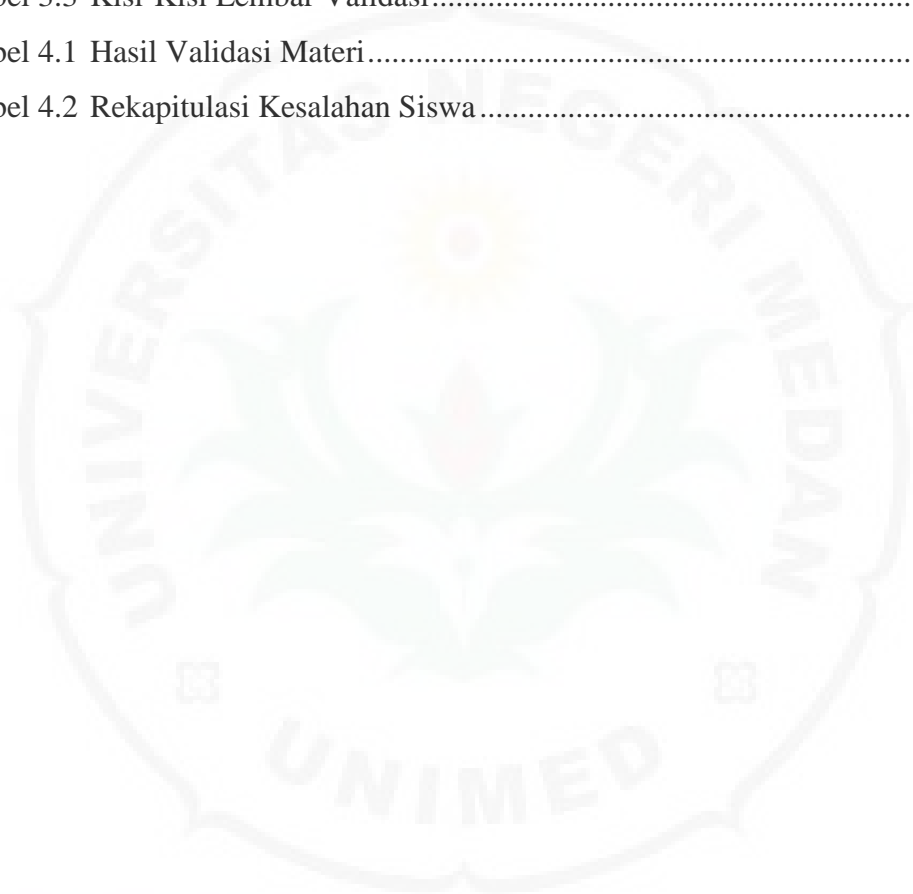 bel 3.3 Kisi-Kisi Lembar Validasi
bel 4.1 Hasil Validasi Materi
bel 4.2 Rekapitulasi Kesalahan Siswa
UNIVERSITAS NEGERI MEDAN
UNIMED